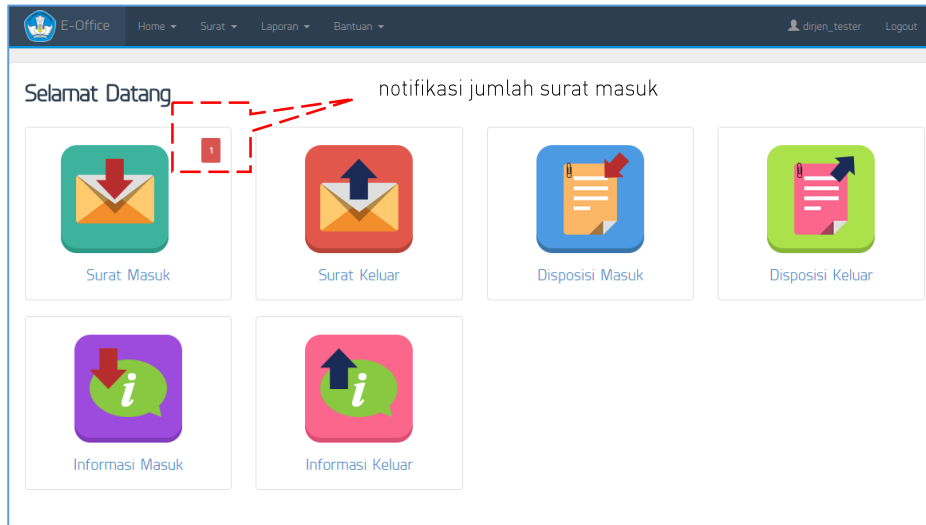 E-Office Home Surat Laporan Bantuan dirjen_tester Logout
Selamat Datang
notifikasi jumlah surat masuk
1
Surat Masuk Surat Keluar Disposisi Masuk Disposisi Keluar
i i
Informasi Masuk Informasi Keluar